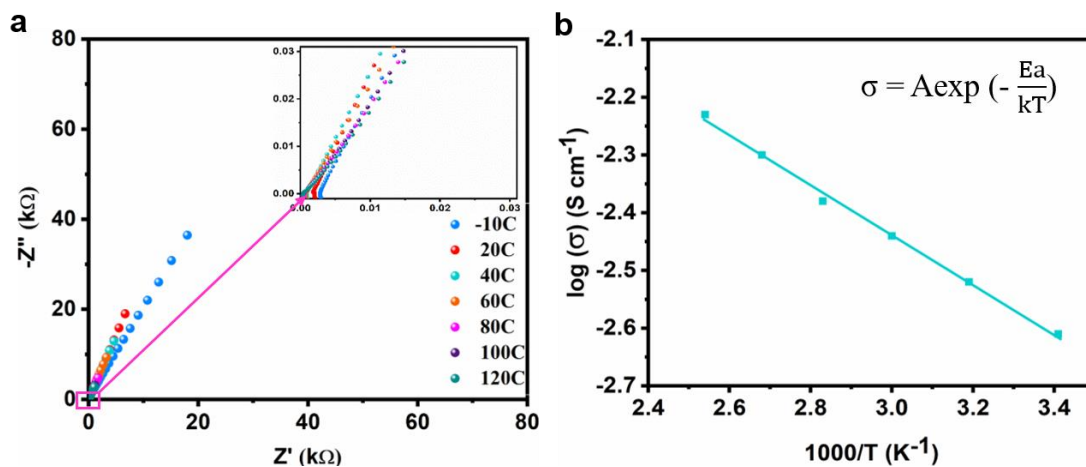 a
80
60
40
20
0
-Z" (kΩ)
0 20 40 60 80
Z' (kΩ)
0.03
0.02
0.01
0.00
0.00 0.01 0.02 0.03
-10C
20C
40C
60C
80C
100C
120C
b
-2.1
-2.2
-2.3
-2.4
-2.5
-2.6
-2.7
log (σ) (S cm⁻¹)
2.4 2.6 2.8 3.0 3.2 3.4
1000/T (K⁻¹)
σ = Aexp (- Ea/kT)